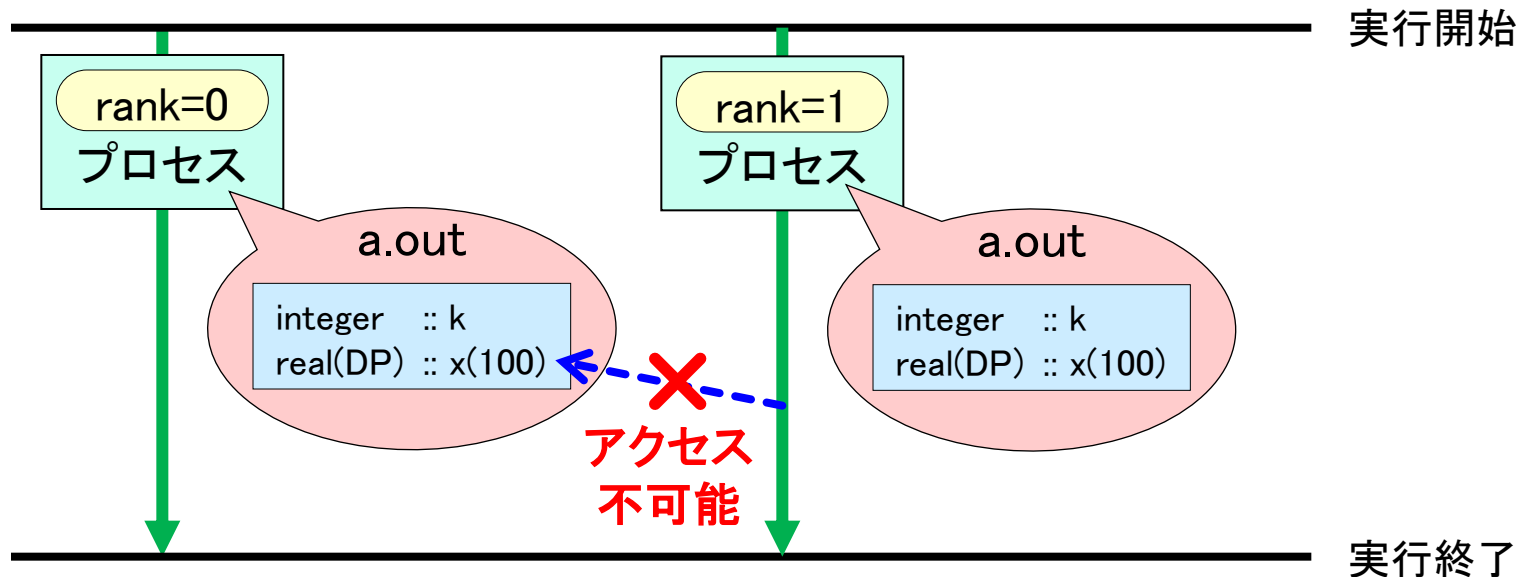 実行開始
rank=0
プロセス
a.out
integer :: k
real(DP) :: x(100)
rank=1
プロセス
a.out
integer :: k
real(DP) :: x(100)
アクセス
不可能
実行終了